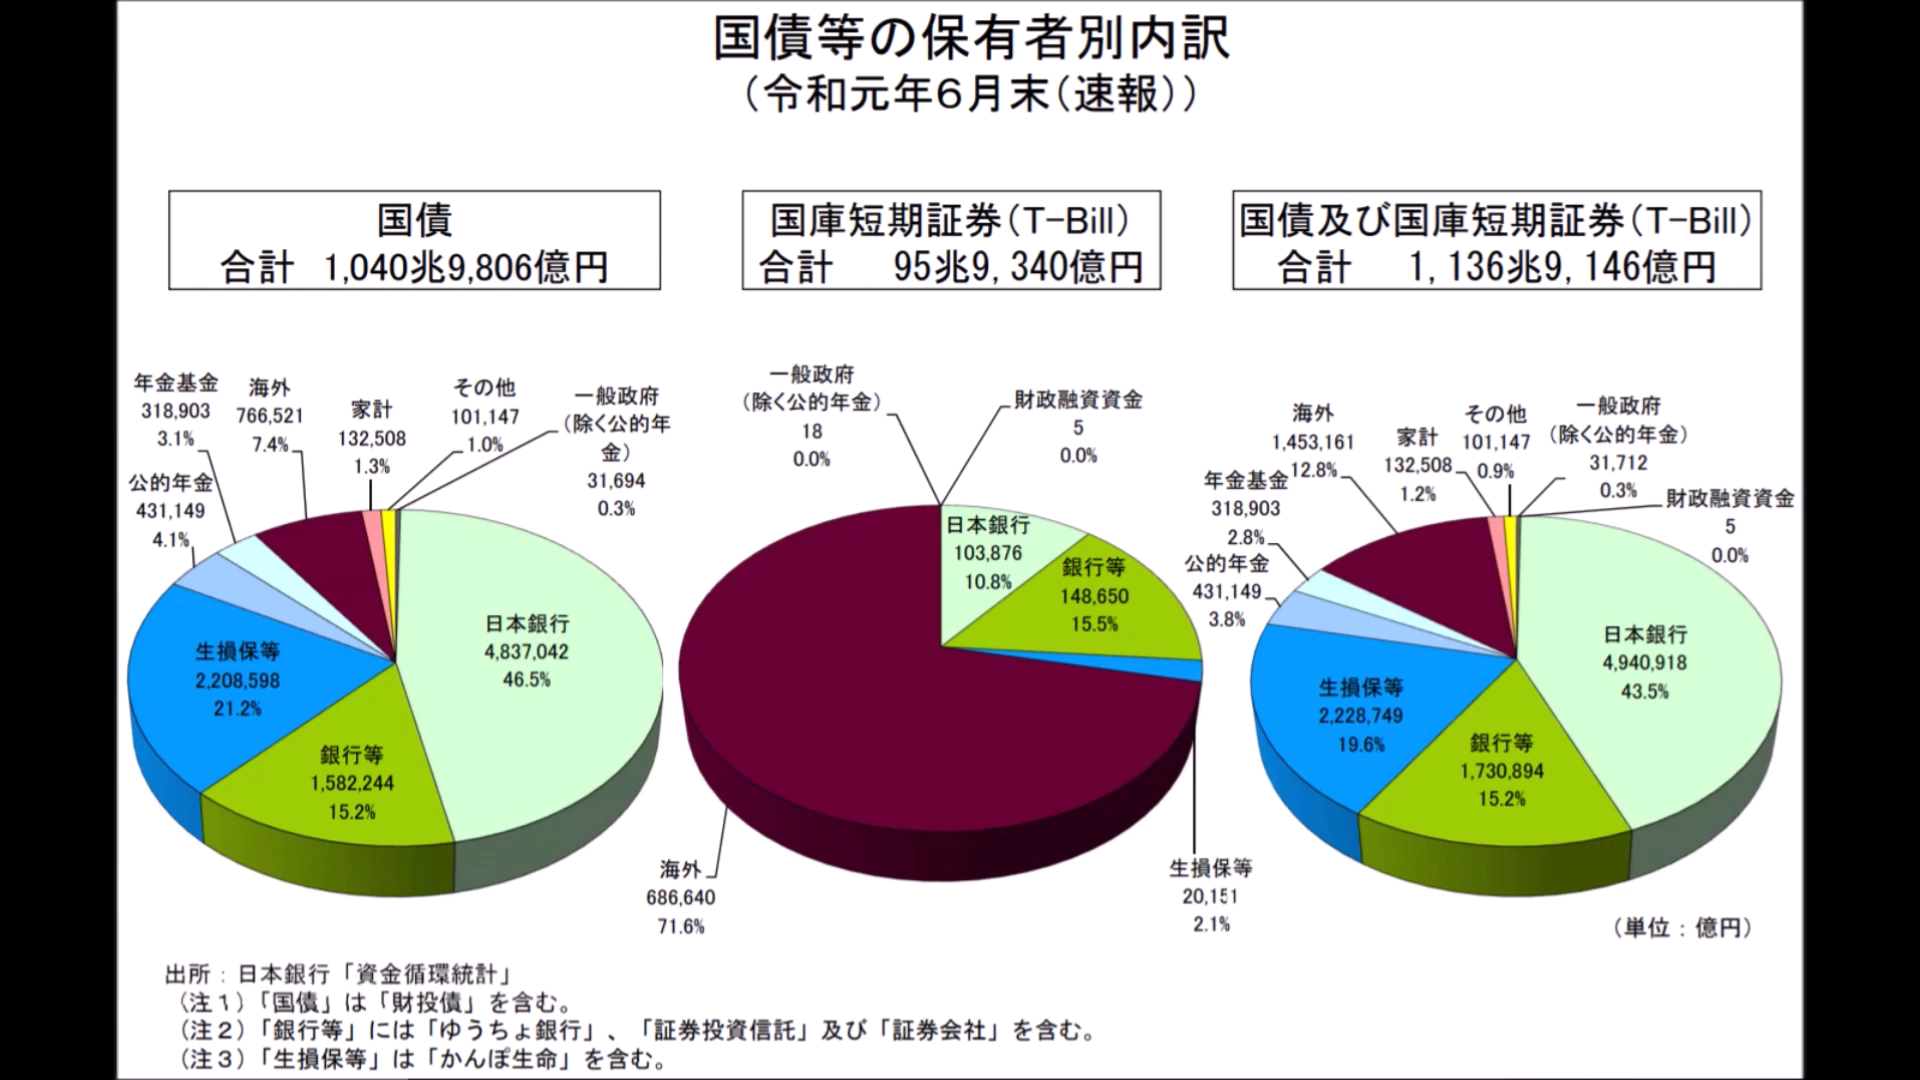 国債等の保有者別内訳
（令和元年６月末（速報））
国債
合計 1,040兆9,806億円
国庫短期証券（T-Bill）
合計 95兆9,340億円
国債及び国庫短期証券（T-Bill）
合計 1,136兆9,146億円
年金基金
318,903
3.1%
海外
766,521
7.4%
家計
132,508
1.3%
その他
101,147
1.0%
一般政府
（除く公的年
金）
31,694
0.3%
公的年金
431,149
4.1%
生損保等
2,208,598
21.2%
銀行等
1,582,244
15.2%
日本銀行
4,837,042
46.5%
一般政府
（除く公的年金）
18
0.0%
財政融資資金
5
0.0%
日本銀行
103,876
10.8%
銀行等
148,650
15.5%
海外
686,640
71.6%
生損保等
20,151
2.1%
海外
1,453,161
12.8%
家計
132,508
1.2%
その他
101,147
0.9%
一般政府
（除く公的年金）
31,712
0.3%
財政融資資金
5
0.0%
年金基金
318,903
2.8%
公的年金
431,149
3.8%
生損保等
2,228,749
19.6%
銀行等
1,730,894
15.2%
日本銀行
4,940,918
43.5%
（単位：億円）
出所：日本銀行「資金循環統計」
（注１）「国債」は「財投債」を含む。
（注２）「銀行等」には「ゆうちょ銀行」、「証券投資信託」及び「証券会社」を含む。
（注３）「生損保等」は「かんぽ生命」を含む。